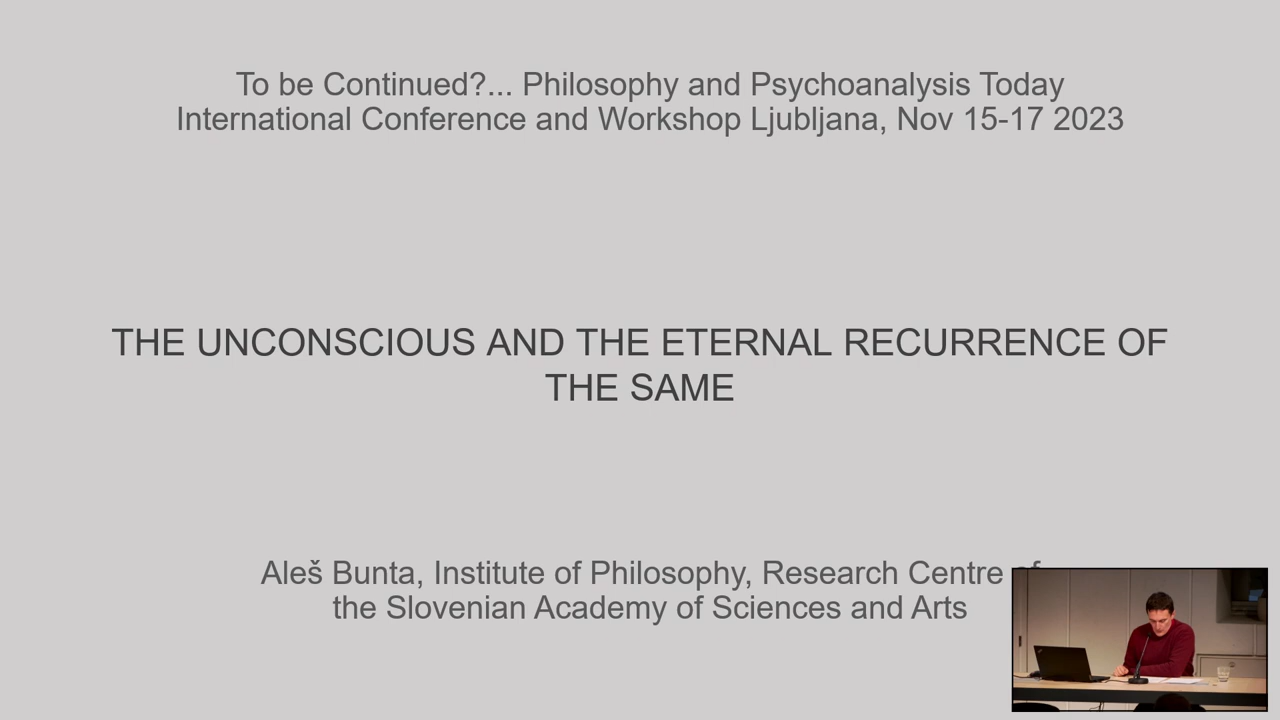 To be Continued?... Philosophy and Psychoanalysis Today
International Conference and Workshop Ljubljana, Nov 15-17 2023
THE UNCONSCIOUS AND THE ETERNAL RECURRENCE OF
THE SAME
Aleš Bunta, Institute of Philosophy, Research Centre of
the Slovenian Academy of Sciences and Arts